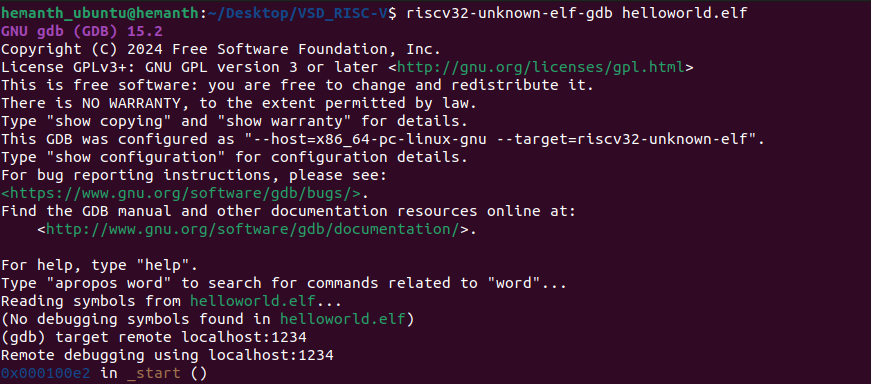 hemanth_ubuntu@hemanth:~/Desktop/VSD_RISC-V$ riscv32-unknown-elf-gdb helloworld.elf
GNU gdb (GDB) 15.2
Copyright (C) 2024 Free Software Foundation, Inc.
License GPLv3+: GNU GPL version 3 or later <http://gnu.org/licenses/gpl.html>
This is free software: you are free to change and redistribute it.
There is NO WARRANTY, to the extent permitted by law.
Type "show copying" and "show warranty" for details.
This GDB was configured as "--host=x86_64-pc-linux-gnu --target=riscv32-unknown-elf".
Type "show configuration" for configuration details.
For bug reporting instructions, please see:
<https://www.gnu.org/software/gdb/bugs/>.
Find the GDB manual and other documentation resources online at:
    <http://www.gnu.org/software/gdb/documentation/>.

For help, type "help".
Type "apropos word" to search for commands related to "word"...
Reading symbols from helloworld.elf...
(No debugging symbols found in helloworld.elf)
(gdb) target remote localhost:1234
Remote debugging using localhost:1234
0x000100e2 in _start ()